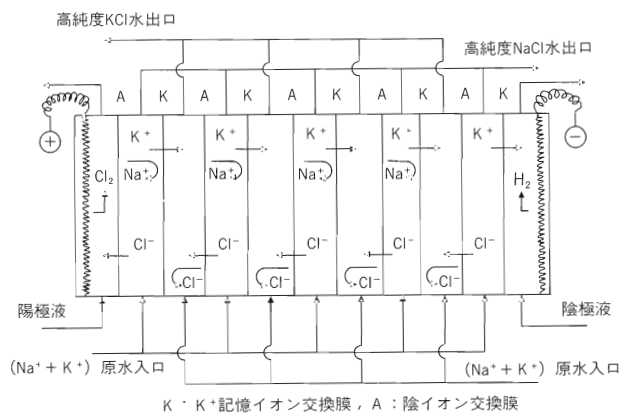 高純度KCl水出口
高純度NaCl水出口
A K A K A K A K A K
+
−
K⁺ K⁺ K⁺ K⁺ K⁺
Cl₂ Na⁺ Na⁺ Na⁺ Na⁺ H₂
Cl⁻ Cl⁻ Cl⁻ Cl⁻ Cl⁻
Cl⁻ Cl⁻ Cl⁻ Cl⁻
陽極液
陰極液
(Na⁺ + K⁺) 原水入口
(Na⁺ + K⁺) 原水入口
K : K⁺記憶イオン交換膜, A : 陰イオン交換膜